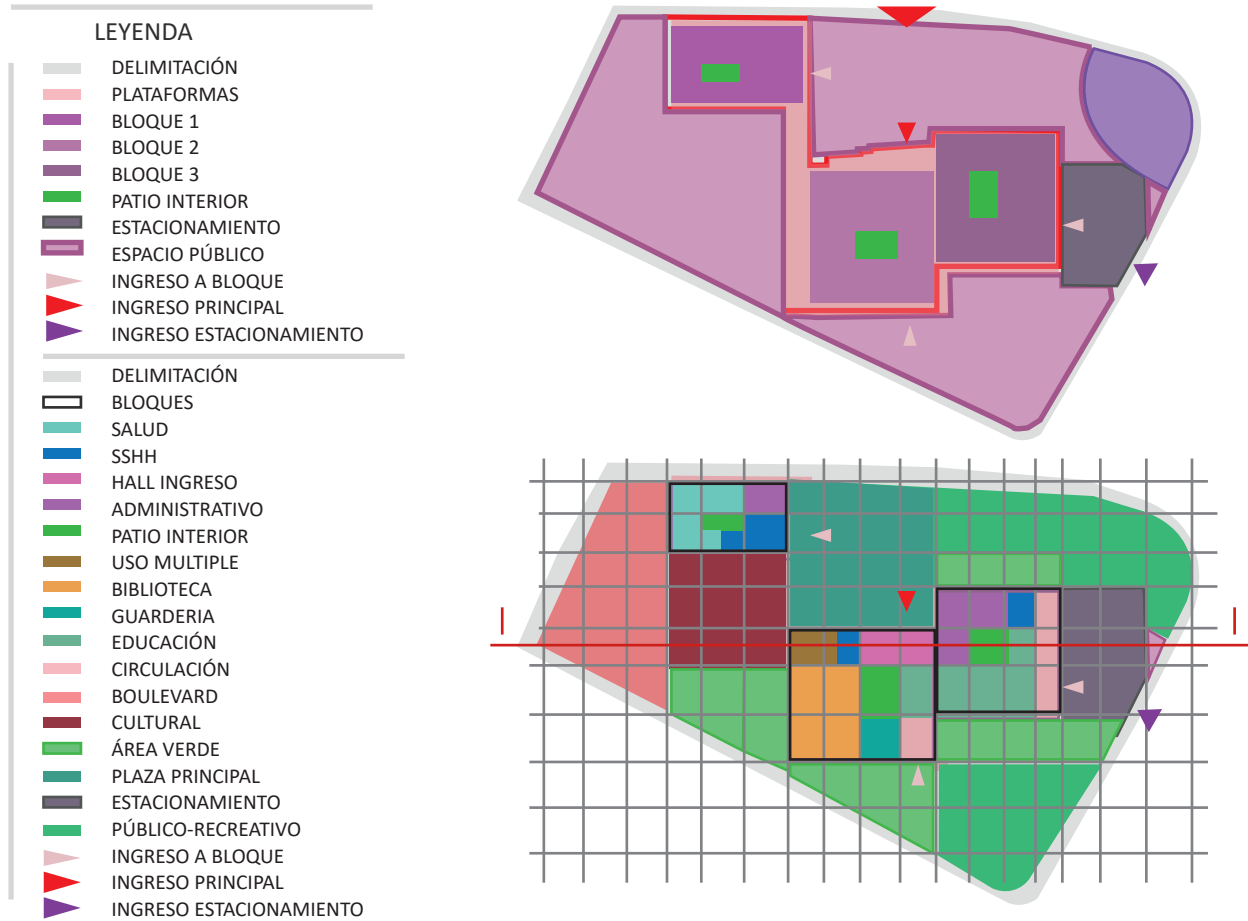 LEYENDA
DELIMITACIÓN
PLATAFORMAS
BLOQUE 1
BLOQUE 2
BLOQUE 3
PATIO INTERIOR
ESTACIONAMIENTO
ESPACIO PÚBLICO
INGRESO A BLOQUE
INGRESO PRINCIPAL
INGRESO ESTACIONAMIENTO
DELIMITACIÓN
BLOQUES
SALUD
SSHH
HALL INGRESO
ADMINISTRATIVO
PATIO INTERIOR
USO MULTIPLE
BIBLIOTECA
GUARDERIA
EDUCACIÓN
CIRCULACIÓN
BOULEVARD
CULTURAL
ÁREA VERDE
PLAZA PRINCIPAL
ESTACIONAMIENTO
PÚBLICO-RECREATIVO
INGRESO A BLOQUE
INGRESO PRINCIPAL
INGRESO ESTACIONAMIENTO